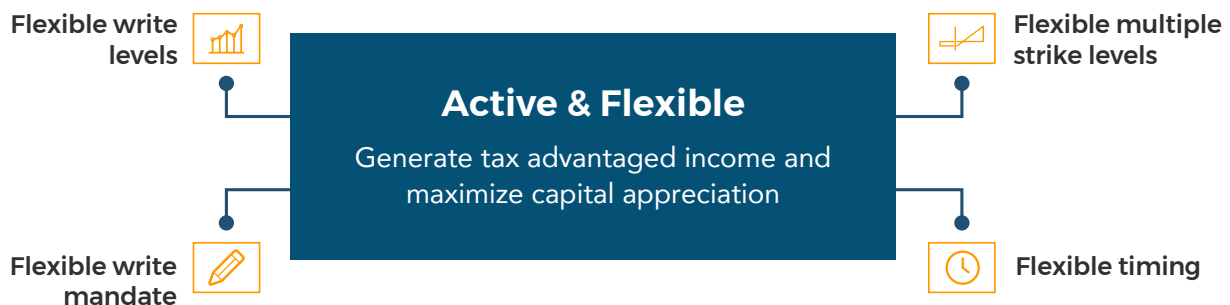 Flexible write
levels
Flexible multiple
strike levels
Active & Flexible
Generate tax advantaged income and
maximize capital appreciation
Flexible write
mandate
Flexible timing